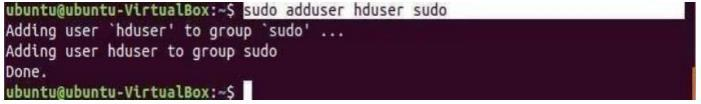 ubuntu@ubuntu-VirtualBox:~$ sudo adduser hduser sudo
Adding user `hduser' to group `sudo' ...
Adding user hduser to group sudo
Done.
ubuntu@ubuntu-VirtualBox:~$